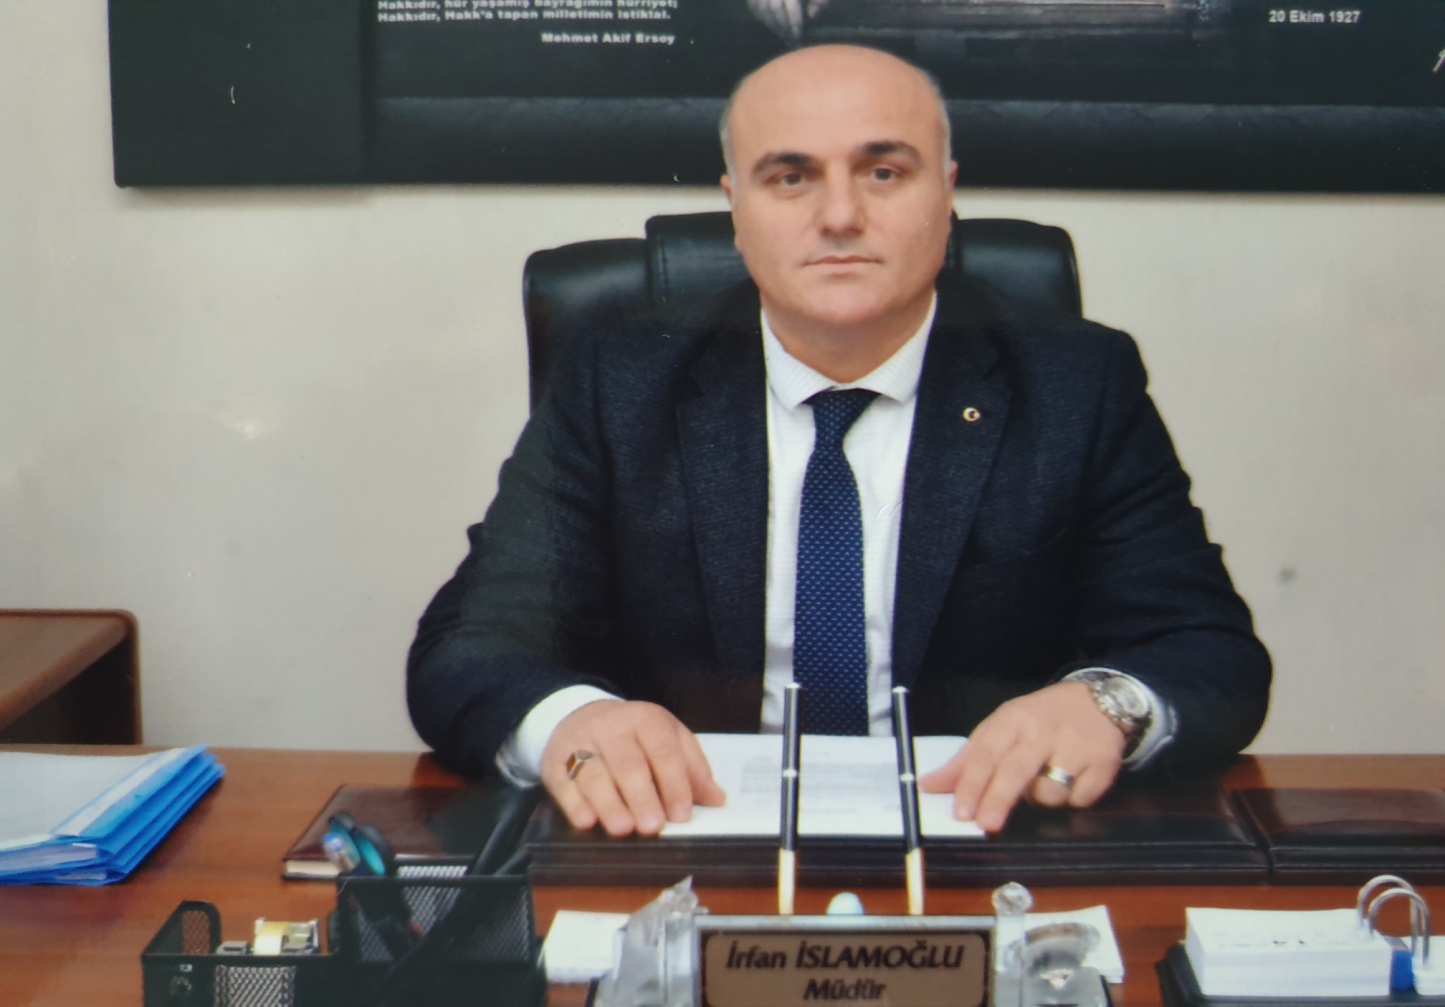 Hakkıdır, hür yaşamış bayrağımın hürriyet;
Hakkıdır, Hakk'a tapan milletimin istiklal.
Mehmet Akif Ersoy
20 Ekim 1927
İrfan İSLAMOĞLU
Müdür